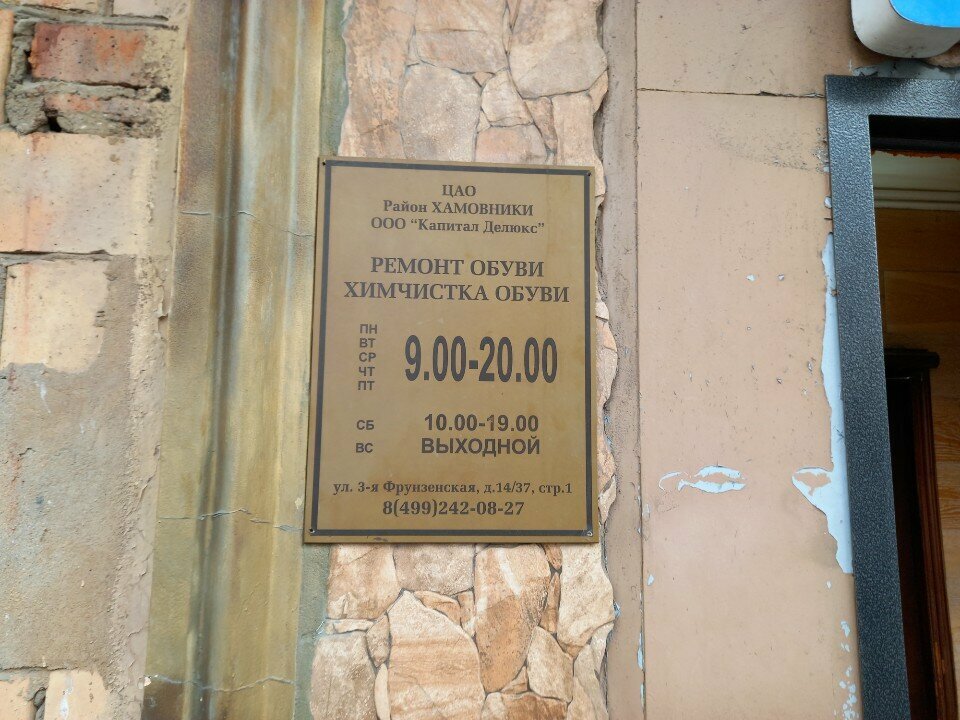 ЦАО
Район ХАМОВНИКИ
ООО “Капитал Делюкс”
РЕМОНТ ОБУВИ
ХИМЧИСТКА ОБУВИ
ПН
ВТ
СР
ЧТ
ПТ
9.00-20.00
СБ 10.00-19.00
ВС ВЫХОДНОЙ
ул. 3-я Фрунзенская, д.14/37, стр.1
8(499)242-08-27